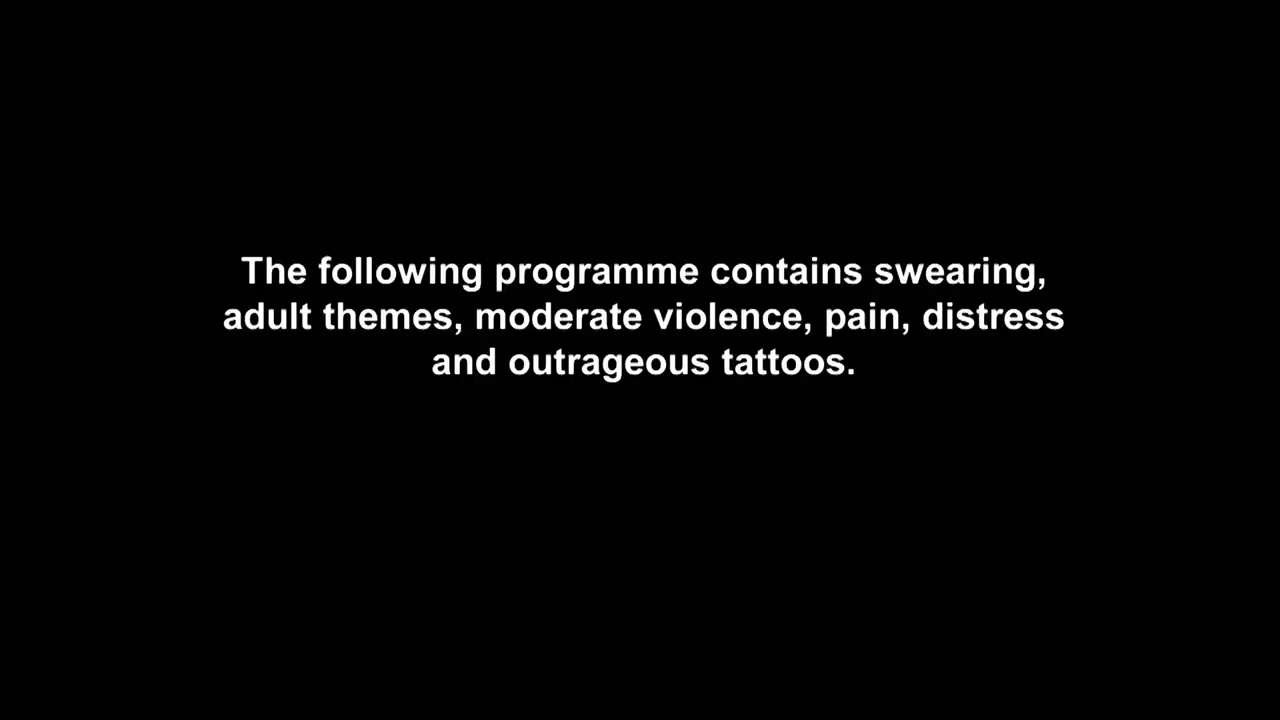 The following programme contains swearing,
adult themes, moderate violence, pain, distress
and outrageous tattoos.